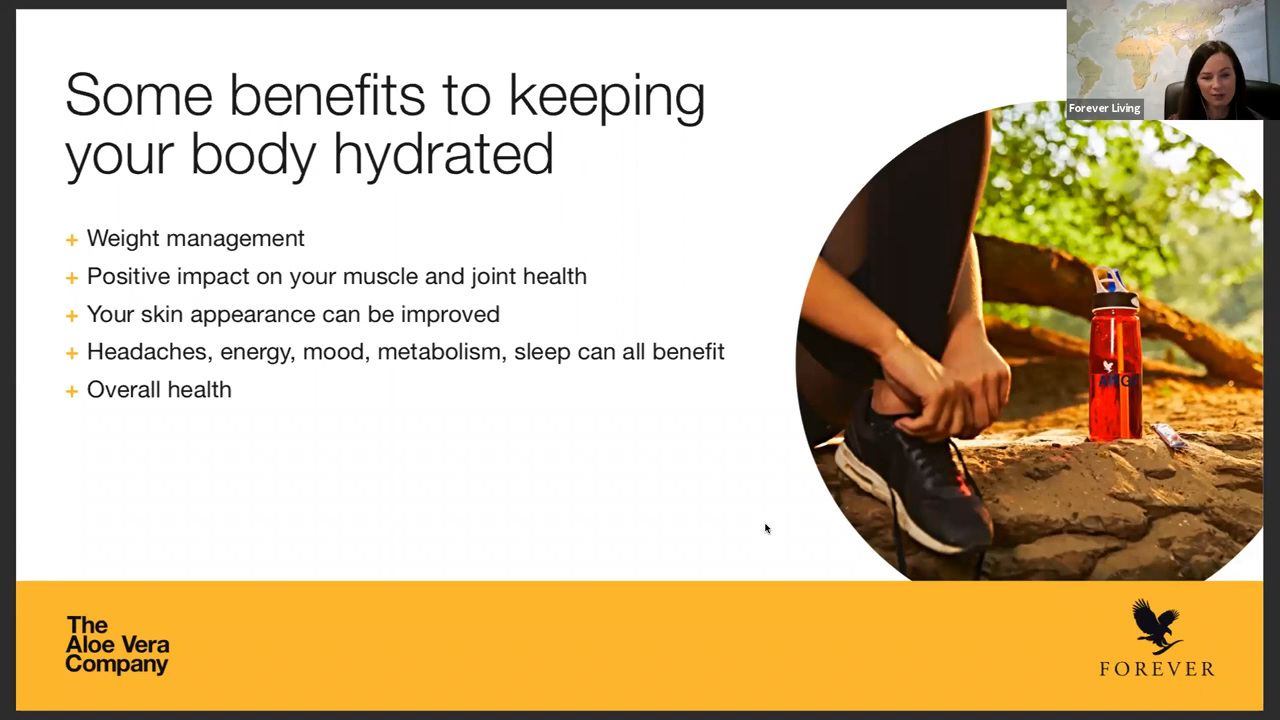 Some benefits to keeping
your body hydrated
+ Weight management
+ Positive impact on your muscle and joint health
+ Your skin appearance can be improved
+ Headaches, energy, mood, metabolism, sleep can all benefit
+ Overall health
Forever Living
The
Aloe Vera
Company
FOREVER